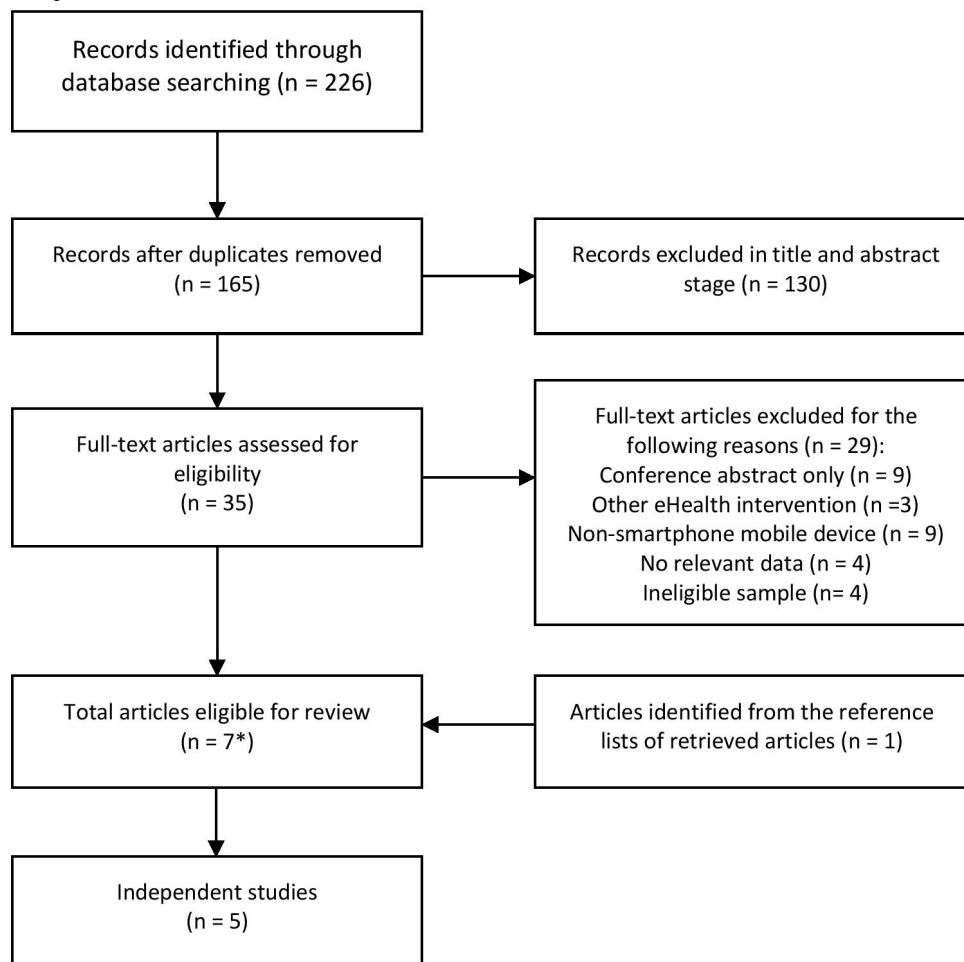 Records identified through
database searching (n = 226)
Records after duplicates removed
(n = 165)
Records excluded in title and abstract
stage (n = 130)
Full-text articles assessed for
eligibility
(n = 35)
Full-text articles excluded for the
following reasons (n = 29):
Conference abstract only (n = 9)
Other eHealth intervention (n =3)
Non-smartphone mobile device (n = 9)
No relevant data (n = 4)
Ineligible sample (n= 4)
Total articles eligible for review
(n = 7*)
Articles identified from the reference
lists of retrieved articles (n = 1)
Independent studies
(n = 5)